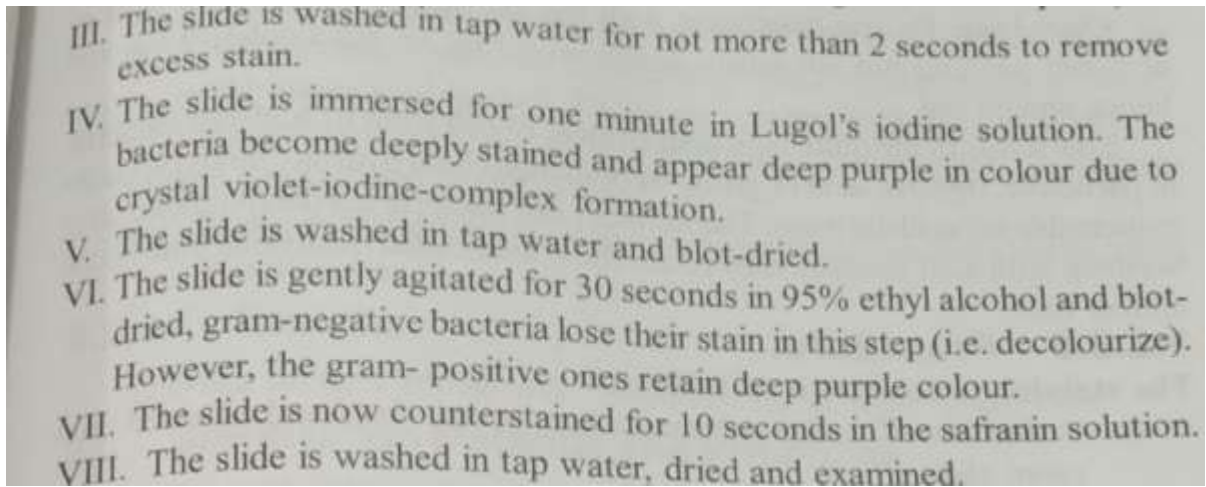 III. The slide is washed in tap water for not more than 2 seconds to remove
excess stain.
IV. The slide is immersed for one minute in Lugol's iodine solution. The
bacteria become deeply stained and appear deep purple in colour due to
crystal violet-iodine-complex formation.
V. The slide is washed in tap water and blot-dried.
VI. The slide is gently agitated for 30 seconds in 95% ethyl alcohol and blot-
dried, gram-negative bacteria lose their stain in this step (i.e. decolourize).
However, the gram- positive ones retain deep purple colour.
VII. The slide is now counterstained for 10 seconds in the safranin solution.
VIII. The slide is washed in tap water, dried and examined.